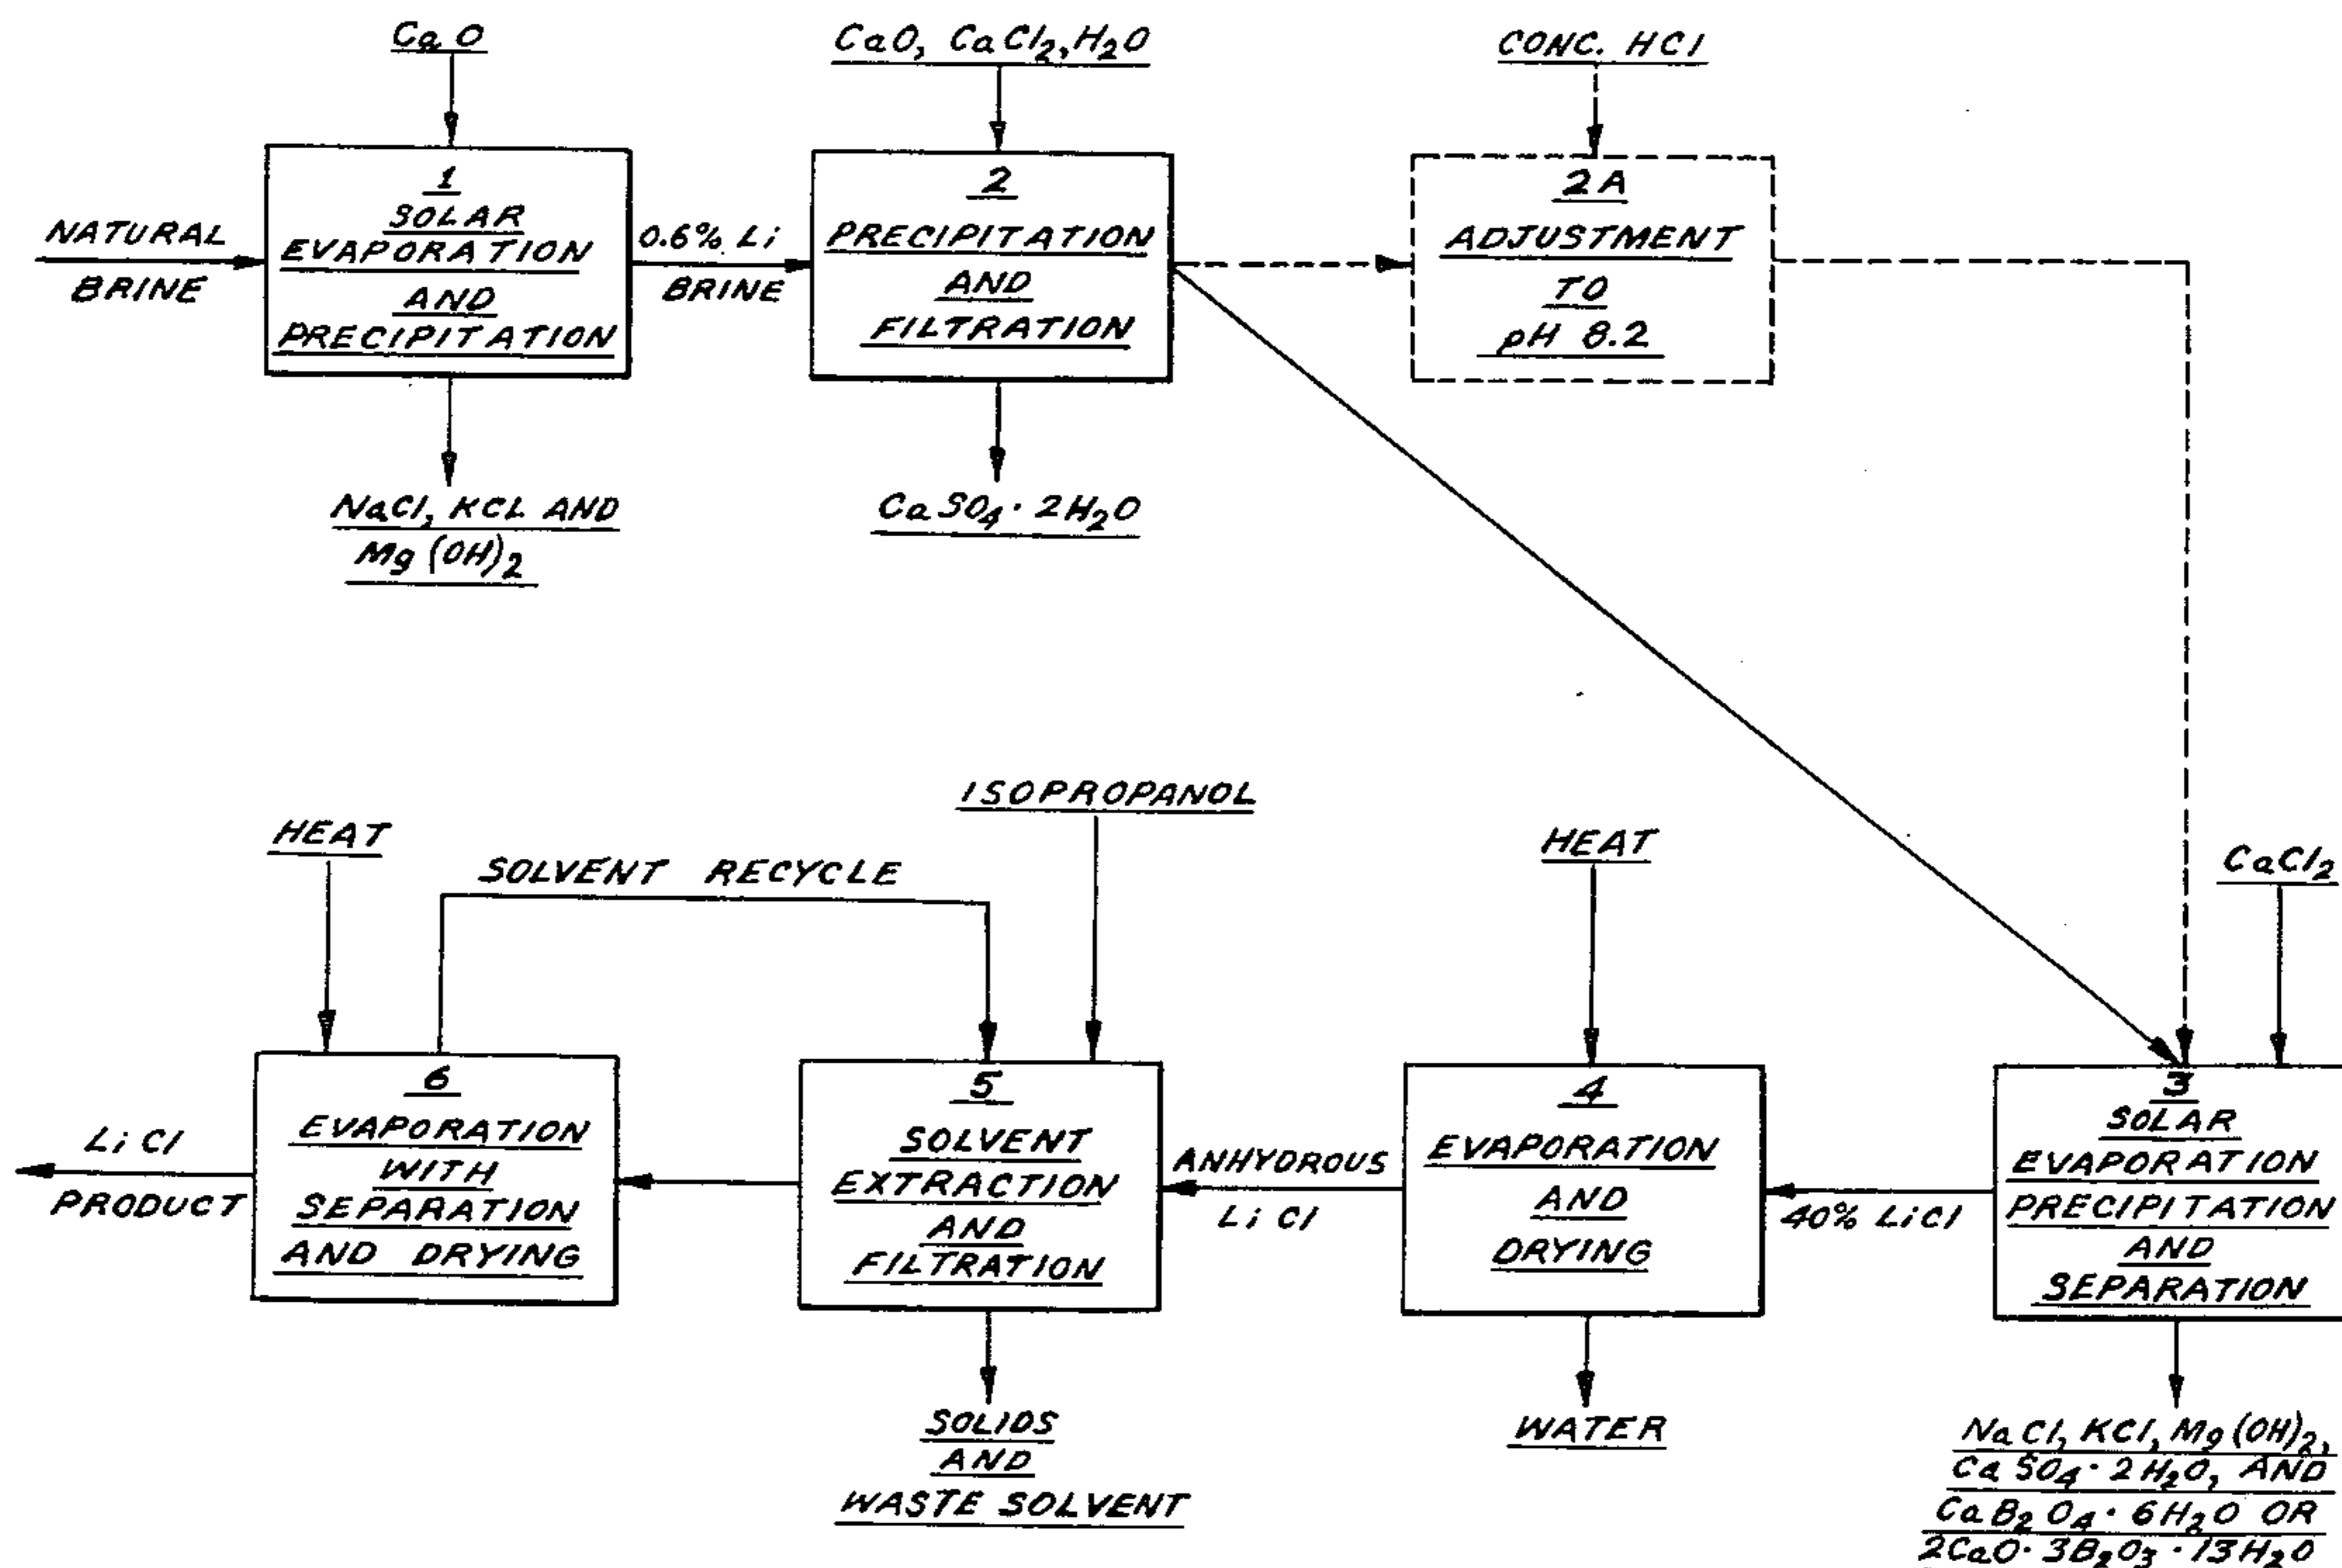 CaO
CaO, CaCl₂, H₂O
CONC. HCl
1
SOLAR
EVAPORATION
AND
PRECIPITATION
NATURAL
BRINE
0.6% Li
BRINE
2
PRECIPITATION
AND
FILTRATION
2A
ADJUSTMENT
TO
pH 8.2
NaCl, KCL AND
Mg(OH)₂
CaSO₄·2H₂O
ISOPROPANOL
HEAT
SOLVENT RECYCLE
HEAT
CaCl₂
6
EVAPORATION
WITH
SEPARATION
AND DRYING
LiCl
PRODUCT
5
SOLVENT
EXTRACTION
AND
FILTRATION
ANHYDROUS
LiCl
4
EVAPORATION
AND
DRYING
40% LiCl
3
SOLAR
EVAPORATION
PRECIPITATION
AND
SEPARATION
SOLIDS
AND
WASTE SOLVENT
WATER
NaCl, KCl, Mg(OH)₂,
CaSO₄·2H₂O, AND
CaB₂O₄·6H₂O OR
2CaO·3B₂O₃·13H₂O